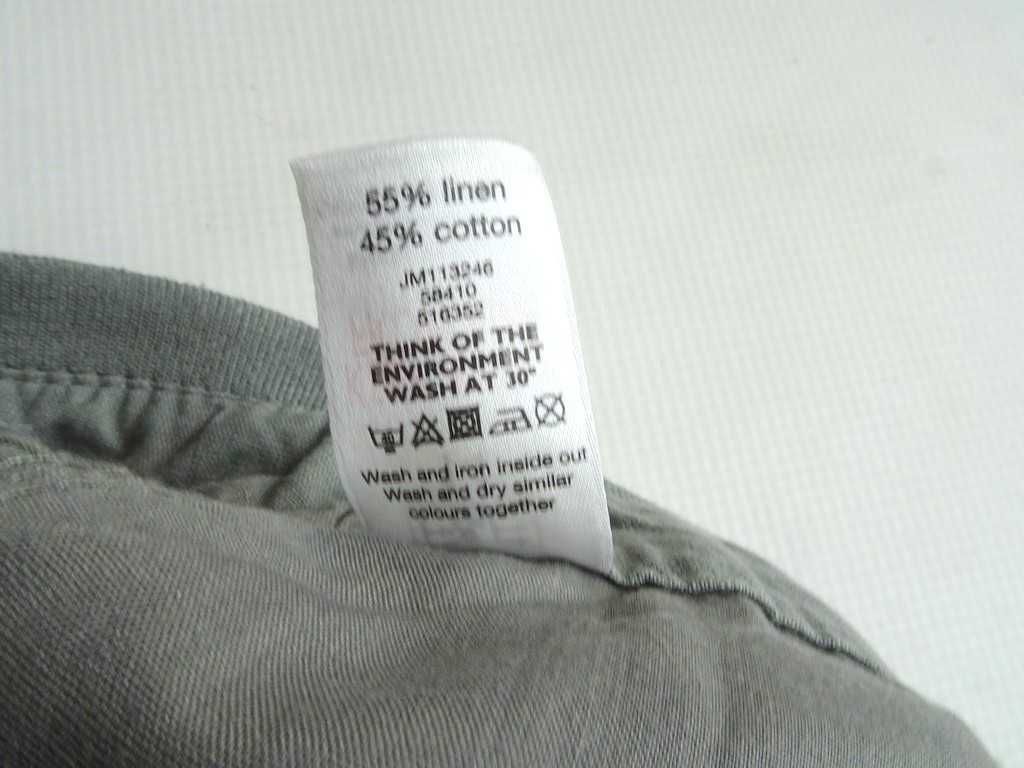 55% linen
45% cotton
JM113246
58410
516352
THINK OF THE
ENVIRONMENT
WASH AT 30°
40
Wash and iron inside out
Wash and dry similar
colours together